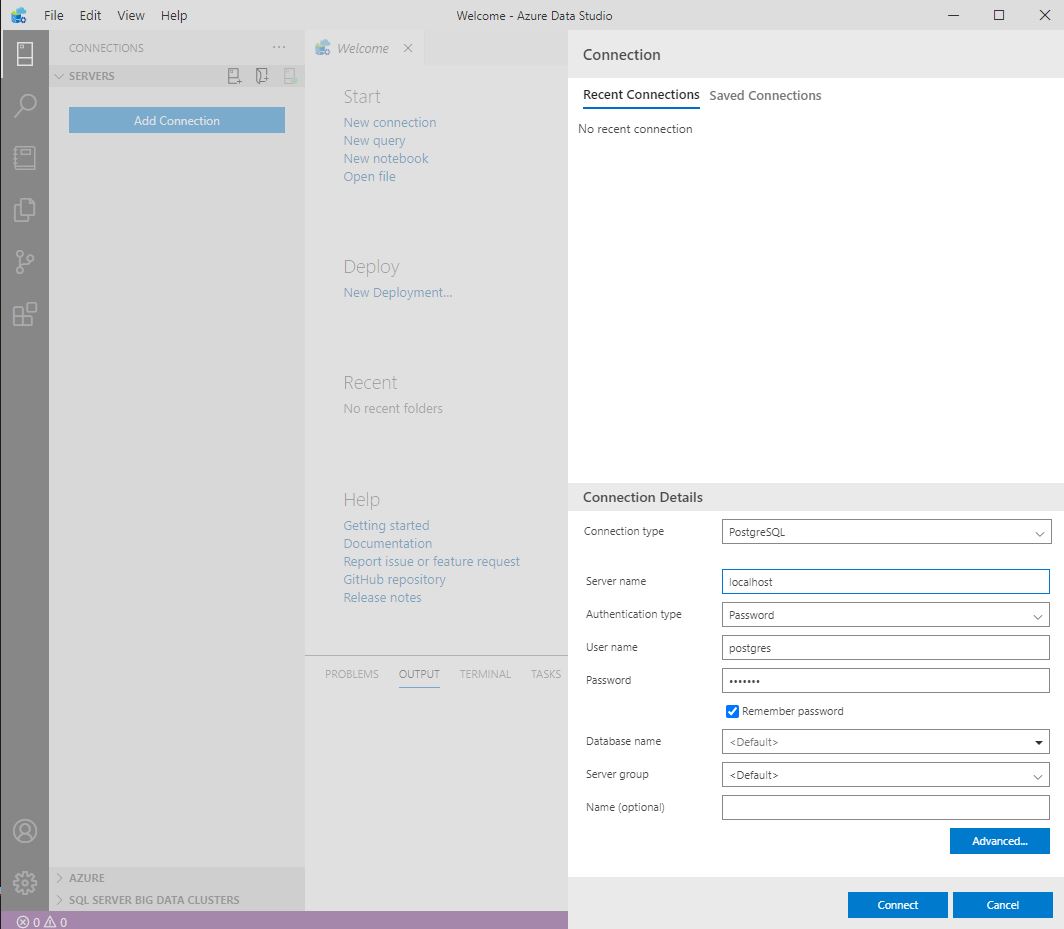 File Edit View Help
Welcome - Azure Data Studio
CONNECTIONS
SERVERS
Add Connection
Welcome
Start
New connection
New query
New notebook
Open file
Deploy
New Deployment...
Recent
No recent folders
Help
Getting started
Documentation
Report issue or feature request
GitHub repository
Release notes
PROBLEMS OUTPUT TERMINAL TASKS
AZURE
SQL SERVER BIG DATA CLUSTERS
0 0
Connection
Recent Connections Saved Connections
No recent connection
Connection Details
Connection type PostgreSQL
Server name localhost
Authentication type Password
User name postgres
Password •••••••
Remember password
Database name <Default>
Server group <Default>
Name (optional)
Advanced...
Connect Cancel